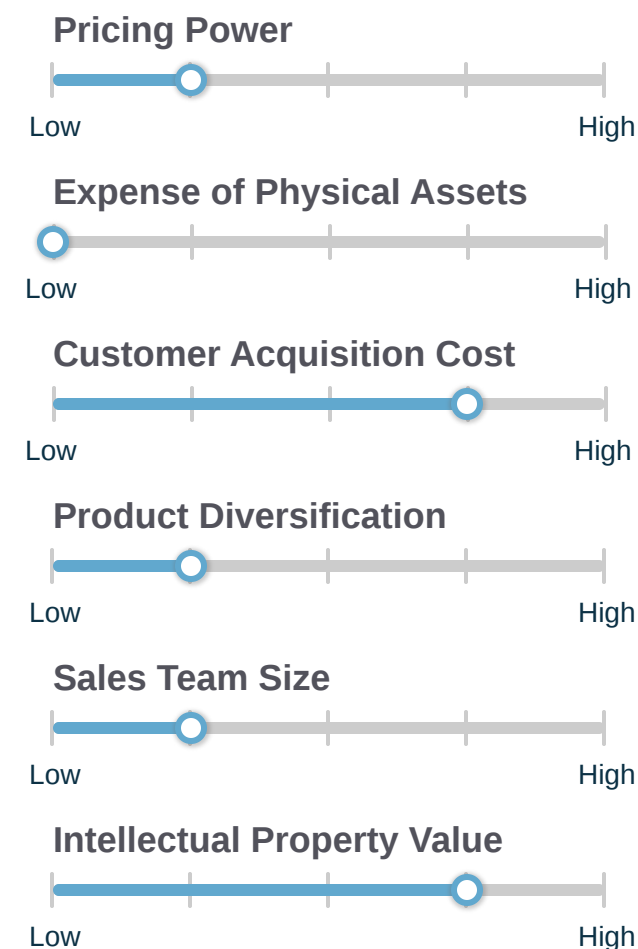 Pricing Power
Low High
Expense of Physical Assets
Low High
Customer Acquisition Cost
Low High
Product Diversification
Low High
Sales Team Size
Low High
Intellectual Property Value
Low High